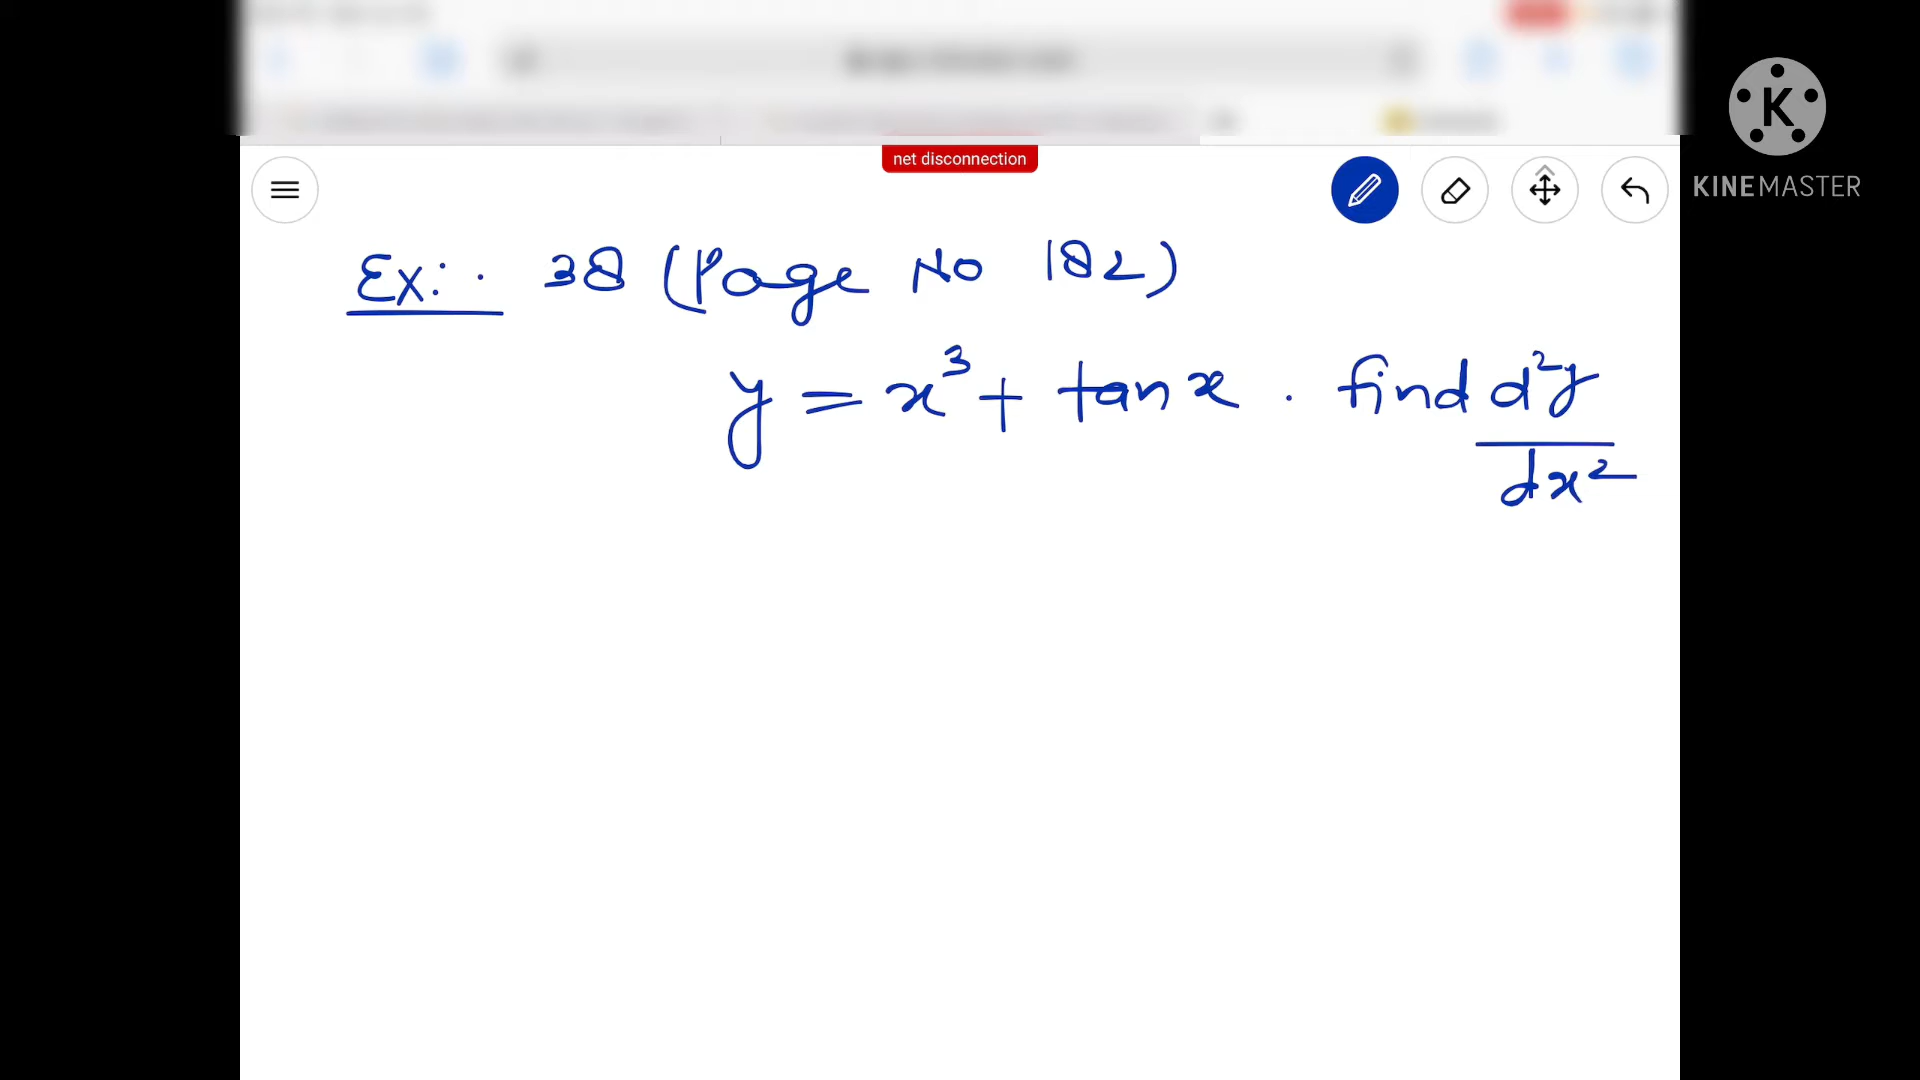 K
KINEMASTER
net disconnection
Ex:. 38 (Page No 182)
y = x³ + tan x . find d²y
dx²